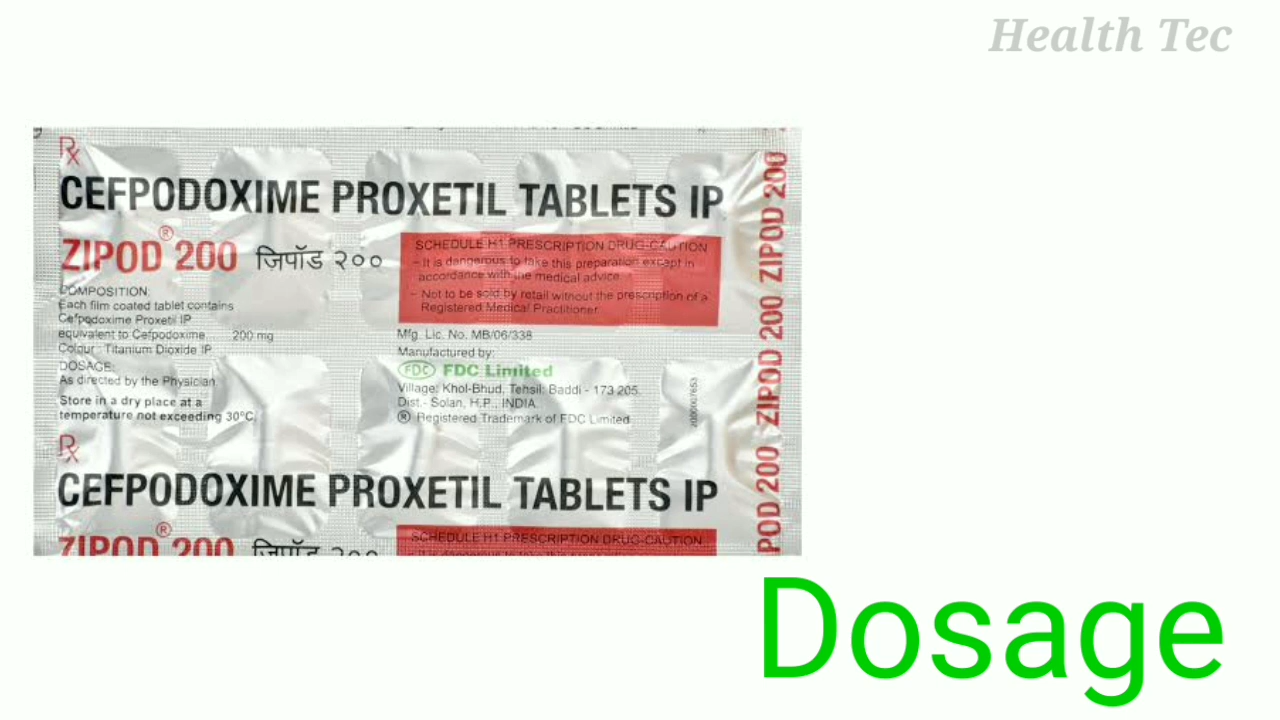 Health Tec
Rx
CEFPODOXIME PROXETIL TABLETS IP
ZIPOD® 200 जिपॉड २००
COMPOSITION:
Each film coated tablet contains
Cefpodoxime Proxetil IP
equivalent to Cefpodoxime 200 mg
Colour : Titanium Dioxide IP
DOSAGE:
As directed by the Physician.
Store in a dry place at a
temperature not exceeding 30°C.
SCHEDULE H1 PRESCRIPTION DRUG-CAUTION
- It is dangerous to take this preparation except in
accordance with the medical advice.
- Not to be sold by retail without the prescription of a
Registered Medical Practitioner.
Mfg. Lic. No. MB/06/338
Manufactured by:
FDC FDC Limited
Village: Khol-Bhud, Tehsil: Baddi - 173 205.
Dist.- Solan, H.P., INDIA.
® Registered Trademark of FDC Limited
ZIPOD 200
ZIPOD 200
ZIPOD 200
POD 200
Rx
CEFPODOXIME PROXETIL TABLETS IP
ZIPOD® 200 जिपॉड २००
SCHEDULE H1 PRESCRIPTION DRUG-CAUTION
Dosage